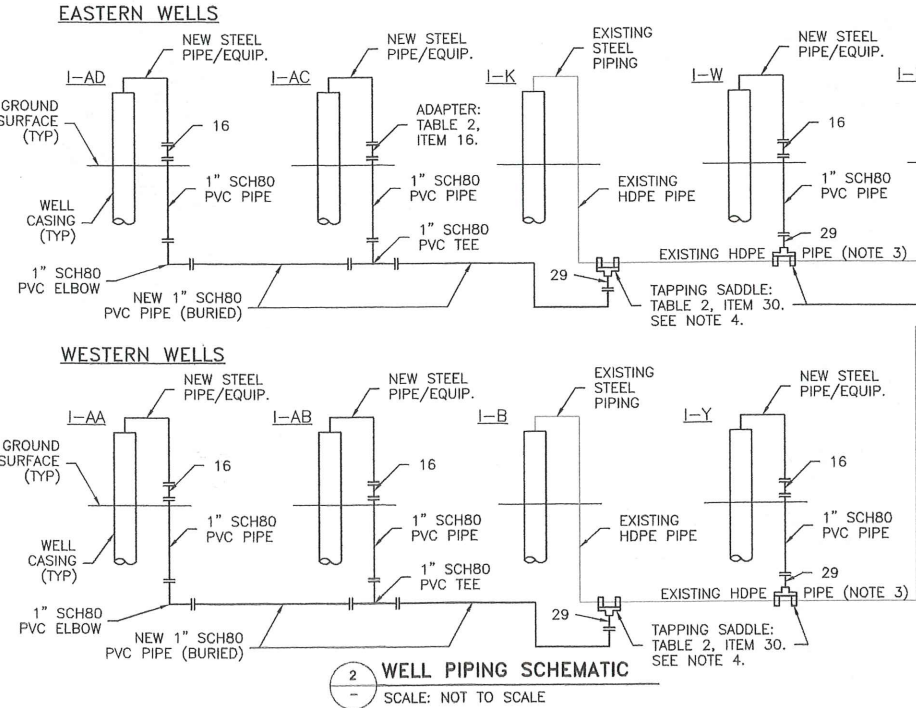 EASTERN WELLS
I-AD
NEW STEEL
PIPE/EQUIP.
I-AC
NEW STEEL
PIPE/EQUIP.
I-K
EXISTING
STEEL
PIPING
I-W
NEW STEEL
PIPE/EQUIP.
GROUND
SURFACE
(TYP)
16
ADAPTER:
TABLE 2,
ITEM 16.
16
WELL
CASING
(TYP)
1" SCH80
PVC PIPE
1" SCH80
PVC PIPE
EXISTING
HDPE PIPE
1" SCH80
PVC PIPE
1" SCH80
PVC ELBOW
NEW 1" SCH80
PVC PIPE (BURIED)
1" SCH80
PVC TEE
29
29
EXISTING HDPE PIPE (NOTE 3)
TAPPING SADDLE:
TABLE 2, ITEM 30.
SEE NOTE 4.
WESTERN WELLS
I-AA
NEW STEEL
PIPE/EQUIP.
I-AB
NEW STEEL
PIPE/EQUIP.
I-B
EXISTING
STEEL
PIPING
I-Y
NEW STEEL
PIPE/EQUIP.
GROUND
SURFACE
(TYP)
16
16
16
WELL
CASING
(TYP)
1" SCH80
PVC PIPE
1" SCH80
PVC PIPE
EXISTING
HDPE PIPE
1" SCH80
PVC PIPE
1" SCH80
PVC ELBOW
NEW 1" SCH80
PVC PIPE (BURIED)
1" SCH80
PVC TEE
29
29
EXISTING HDPE PIPE (NOTE 3)
TAPPING SADDLE:
TABLE 2, ITEM 30.
SEE NOTE 4.
2
-
WELL PIPING SCHEMATIC
SCALE: NOT TO SCALE